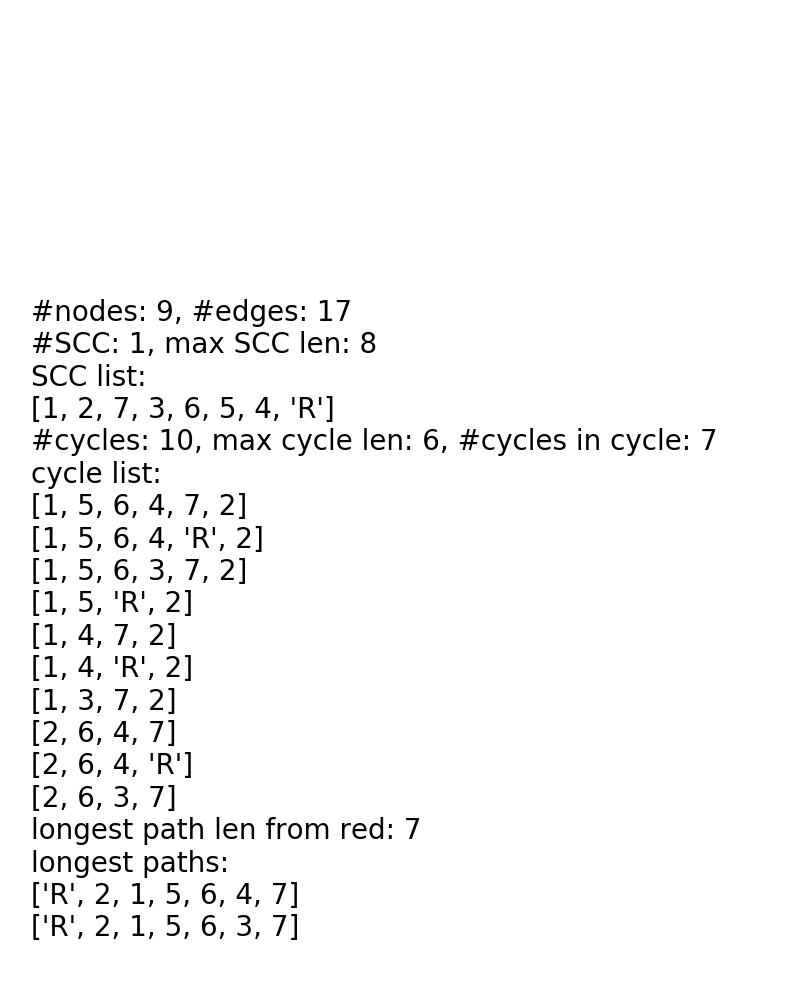 #nodes: 9, #edges: 17
#SCC: 1, max SCC len: 8
SCC list:
[1, 2, 7, 3, 6, 5, 4, 'R']
#cycles: 10, max cycle len: 6, #cycles in cycle: 7
cycle list:
[1, 5, 6, 4, 7, 2]
[1, 5, 6, 4, 'R', 2]
[1, 5, 6, 3, 7, 2]
[1, 5, 'R', 2]
[1, 4, 7, 2]
[1, 4, 'R', 2]
[1, 3, 7, 2]
[2, 6, 4, 7]
[2, 6, 4, 'R']
[2, 6, 3, 7]
longest path len from red: 7
longest paths:
['R', 2, 1, 5, 6, 4, 7]
['R', 2, 1, 5, 6, 3, 7]